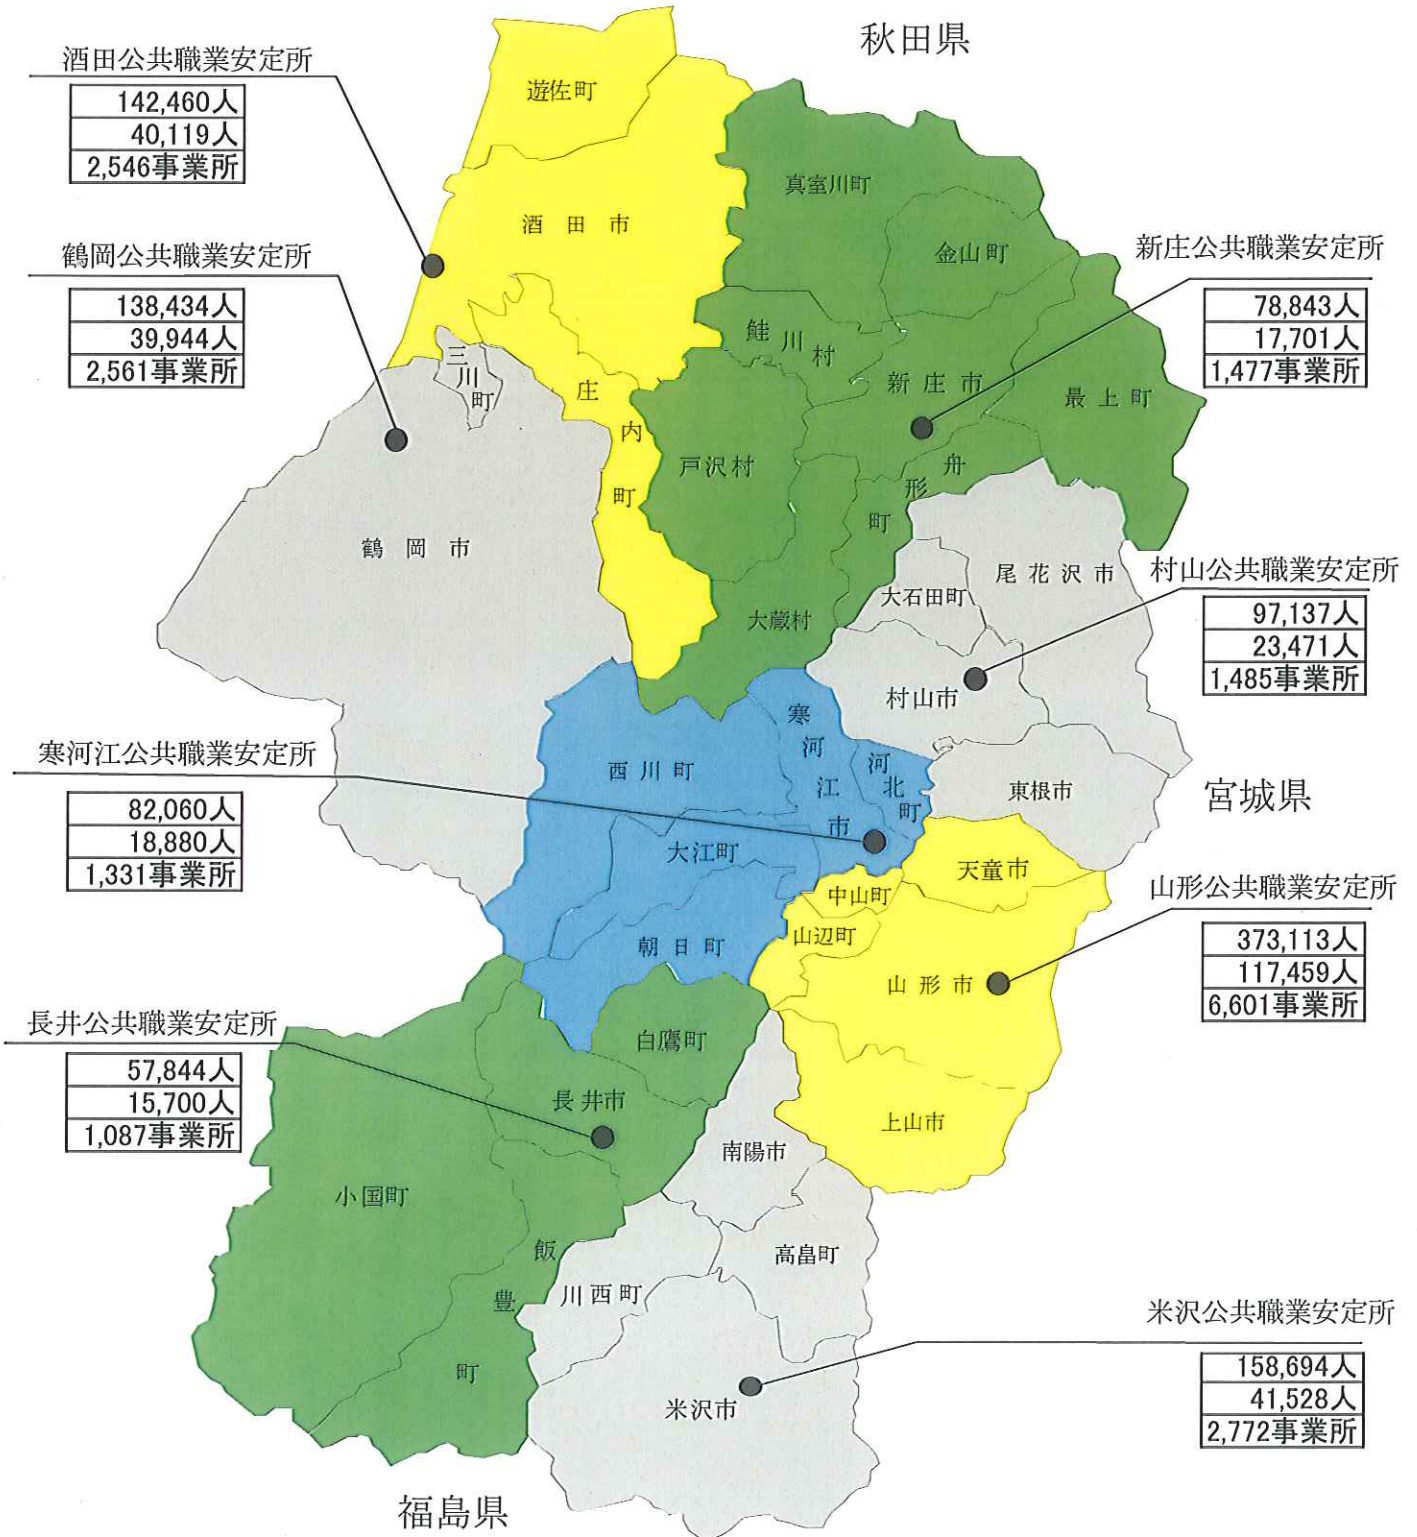 秋田県
酒田公共職業安定所
142,460人
40,119人
2,546事業所
遊佐町
真室川町
酒田市
金山町
鶴岡公共職業安定所
138,434人
39,944人
2,561事業所
新庄公共職業安定所
78,843人
17,701人
1,477事業所
鮭川村
三川町
庄内町
新庄市
最上町
戸沢村
舟形町
鶴岡市
尾花沢市
大石田町
大蔵村
村山公共職業安定所
97,137人
23,471人
1,485事業所
村山市
寒河江市
河北町
西川町
寒河江公共職業安定所
82,060人
18,880人
1,331事業所
東根市
宮城県
大江町
天童市
中山町
山辺町
朝日町
山形市
山形公共職業安定所
373,113人
117,459人
6,601事業所
長井公共職業安定所
57,844人
15,700人
1,087事業所
白鷹町
長井市
上山市
南陽市
小国町
飯豊町
高畠町
川西町
米沢市
米沢公共職業安定所
158,694人
41,528人
2,772事業所
福島県